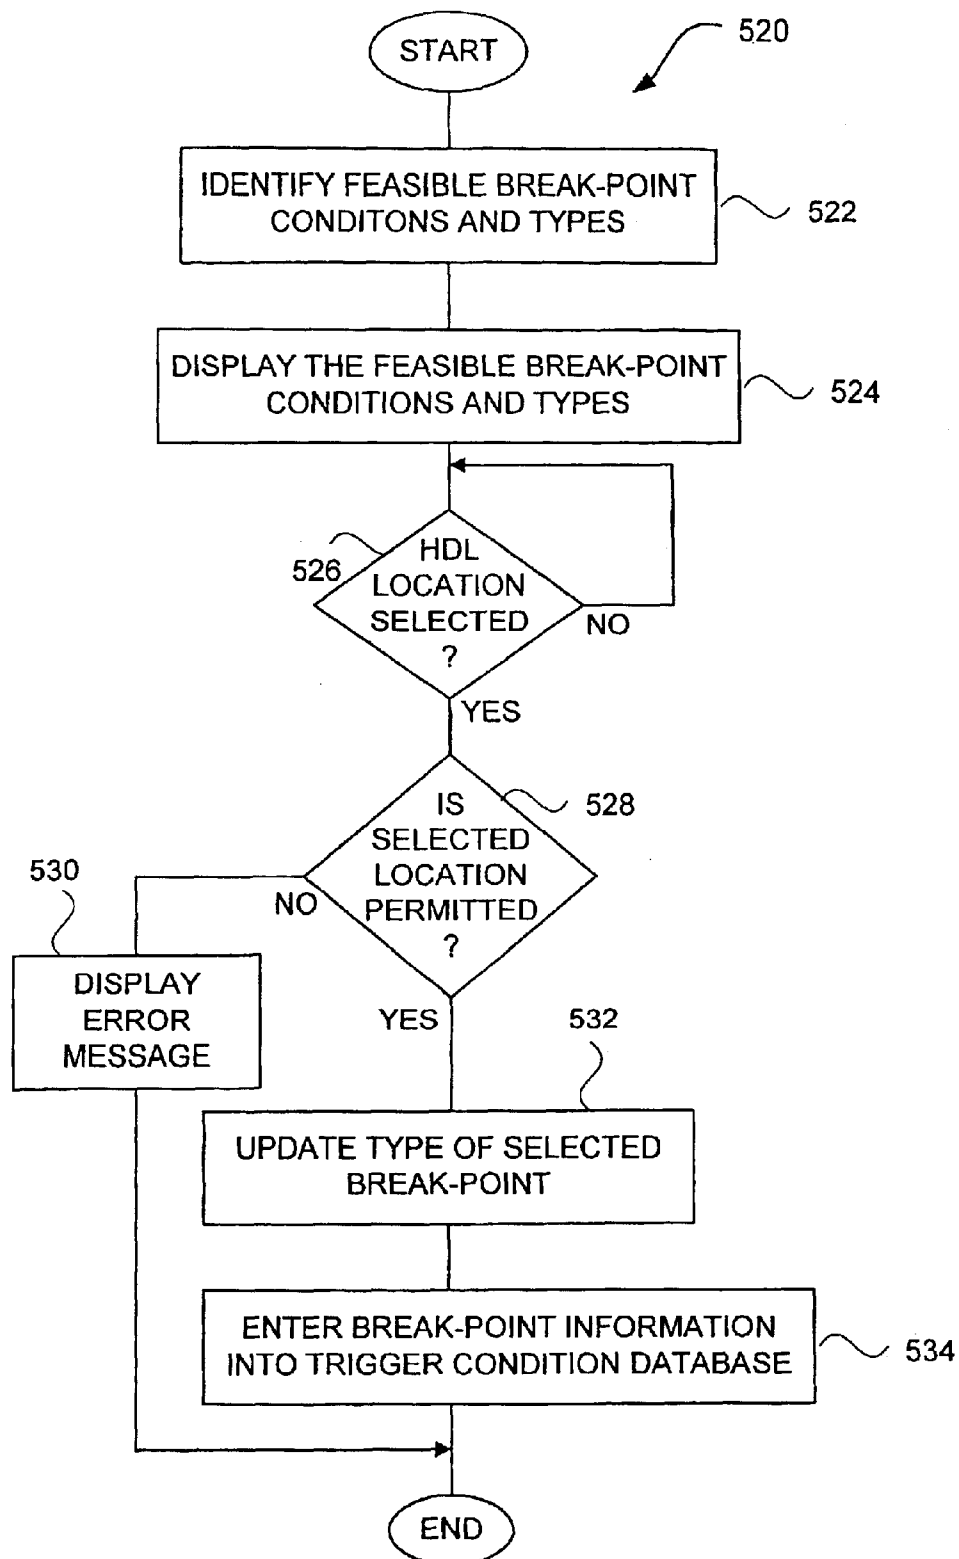 START
520
IDENTIFY FEASIBLE BREAK-POINT
CONDITONS AND TYPES
522
DISPLAY THE FEASIBLE BREAK-POINT
CONDITIONS AND TYPES
524
526
HDL
LOCATION
SELECTED
?
NO
YES
IS
SELECTED
LOCATION
PERMITTED
?
528
NO
530
DISPLAY
ERROR
MESSAGE
YES
532
UPDATE TYPE OF SELECTED
BREAK-POINT
ENTER BREAK-POINT INFORMATION
INTO TRIGGER CONDITION DATABASE
534
END